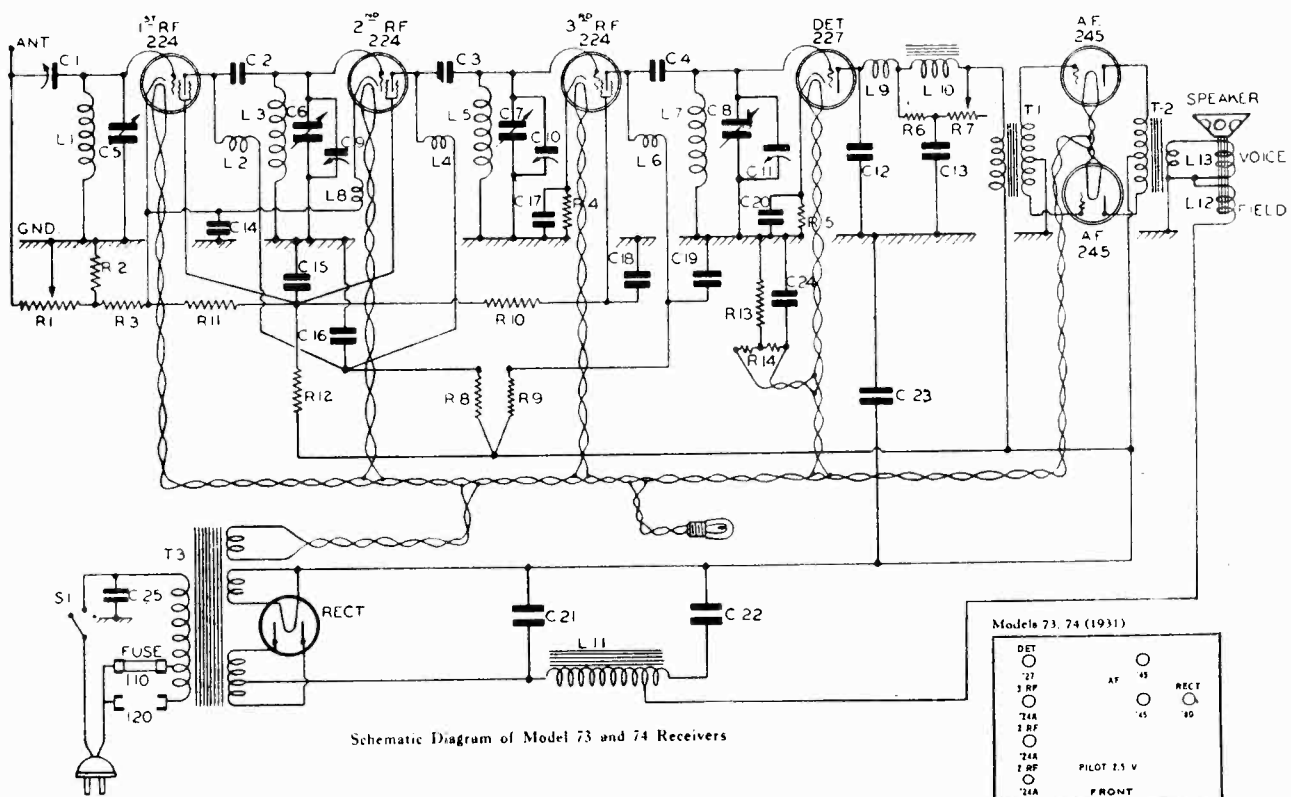 1ST RF
224
2ND RF
224
3RD RF
224
DET
227
A.F.
245
ANT
C1
C2
C3
C4
L9
L10
R6
R7
T1
T-2
SPEAKER
L1
C5
L2
L3
C6
C9
L8
L4
L5
C7
C10
C17
R4
L6
L7
C8
C11
C20
R5
C12
C13
L13
VOICE
L12
FIELD
A.F.
245
GND.
R2
C14
C15
C18
C19
R1
R3
R11
C16
R10
R13
C24
R14
R12
R8
R9
C23
T3
S1
C25
RECT
C21
C22
L11
FUSE
110
120
Schematic Diagram of Model 73 and 74 Receivers
Models 73, 74 (1931)
DET
'27
3 RF
'24A
2 RF
'24A
2 RF
'24A
AF
'45
'45
RECT
'80
PILOT 2.5 V
FRONT